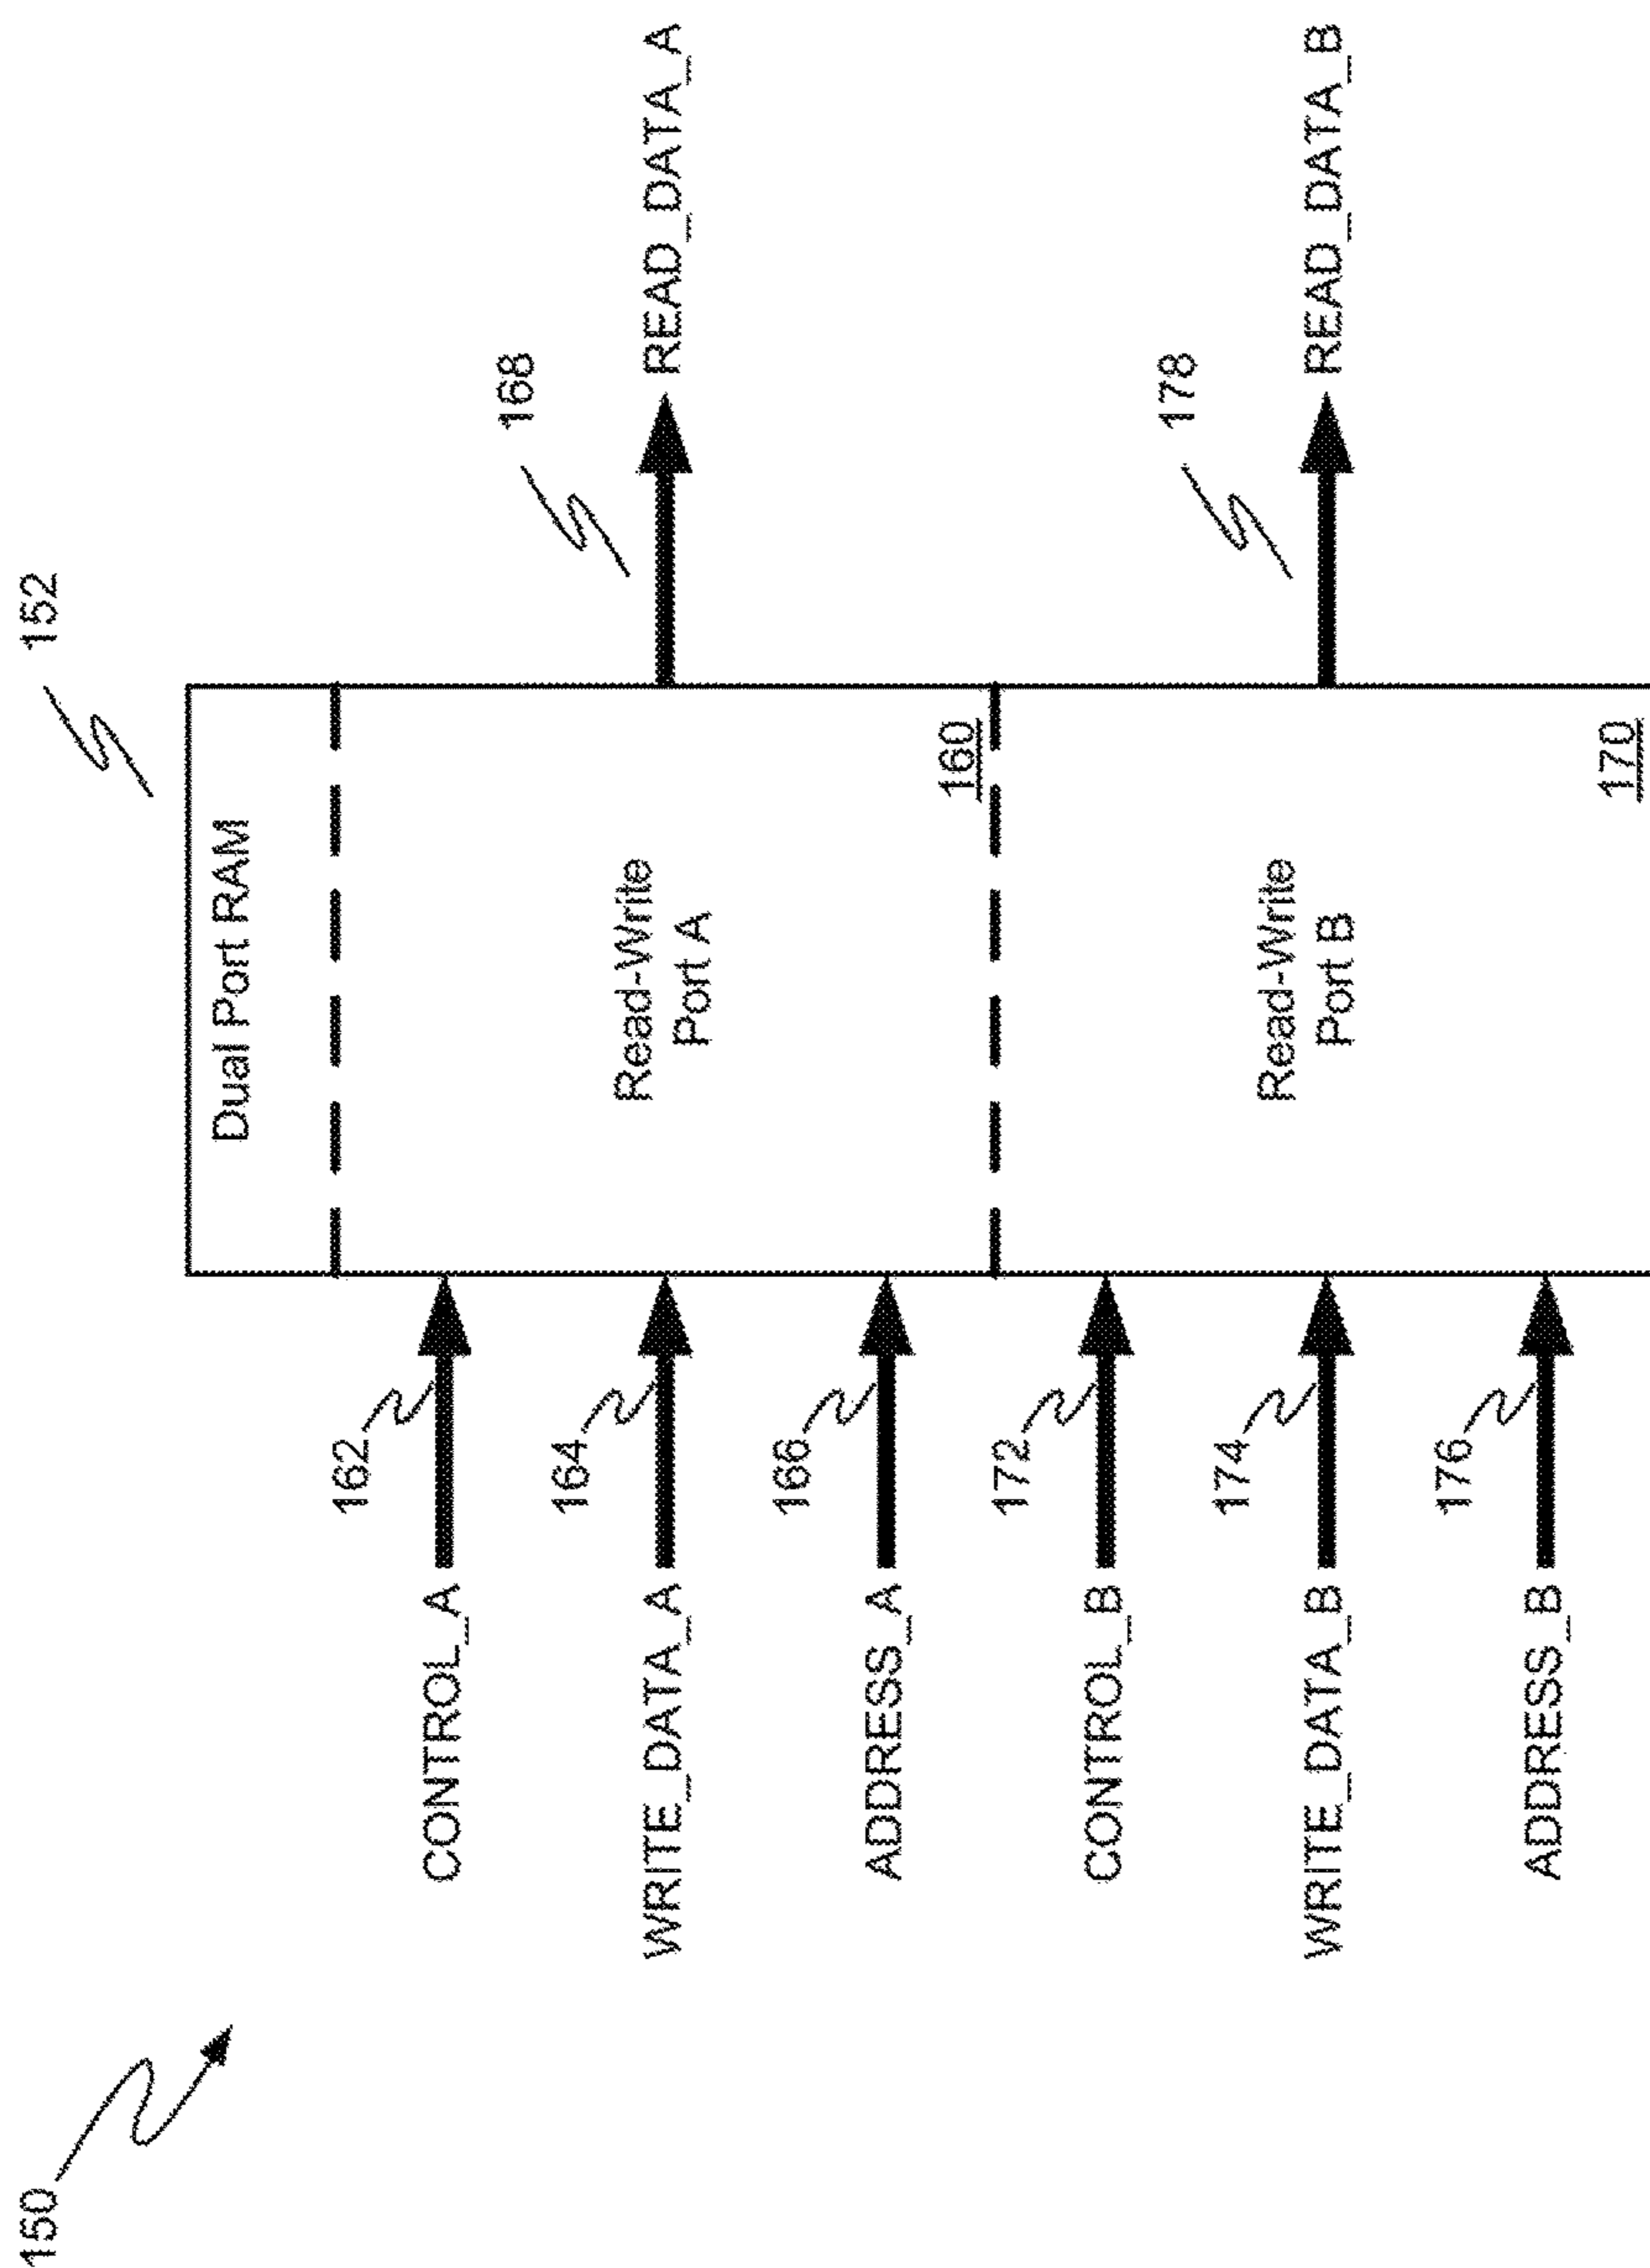 150
152
Dual Port RAM
CONTROL_A
162
WRITE_DATA_A
164
ADDRESS_A
166
Read-Write
Port A
160
168
READ_DATA_A
CONTROL_B
172
WRITE_DATA_B
174
ADDRESS_B
176
Read-Write
Port B
170
178
READ_DATA_B